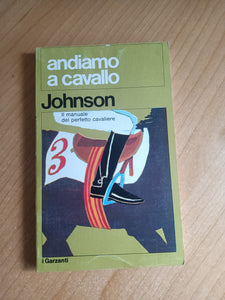 andiamo
a cavallo
Johnson
Il manuale
del perfetto cavaliere
3
i Garzanti